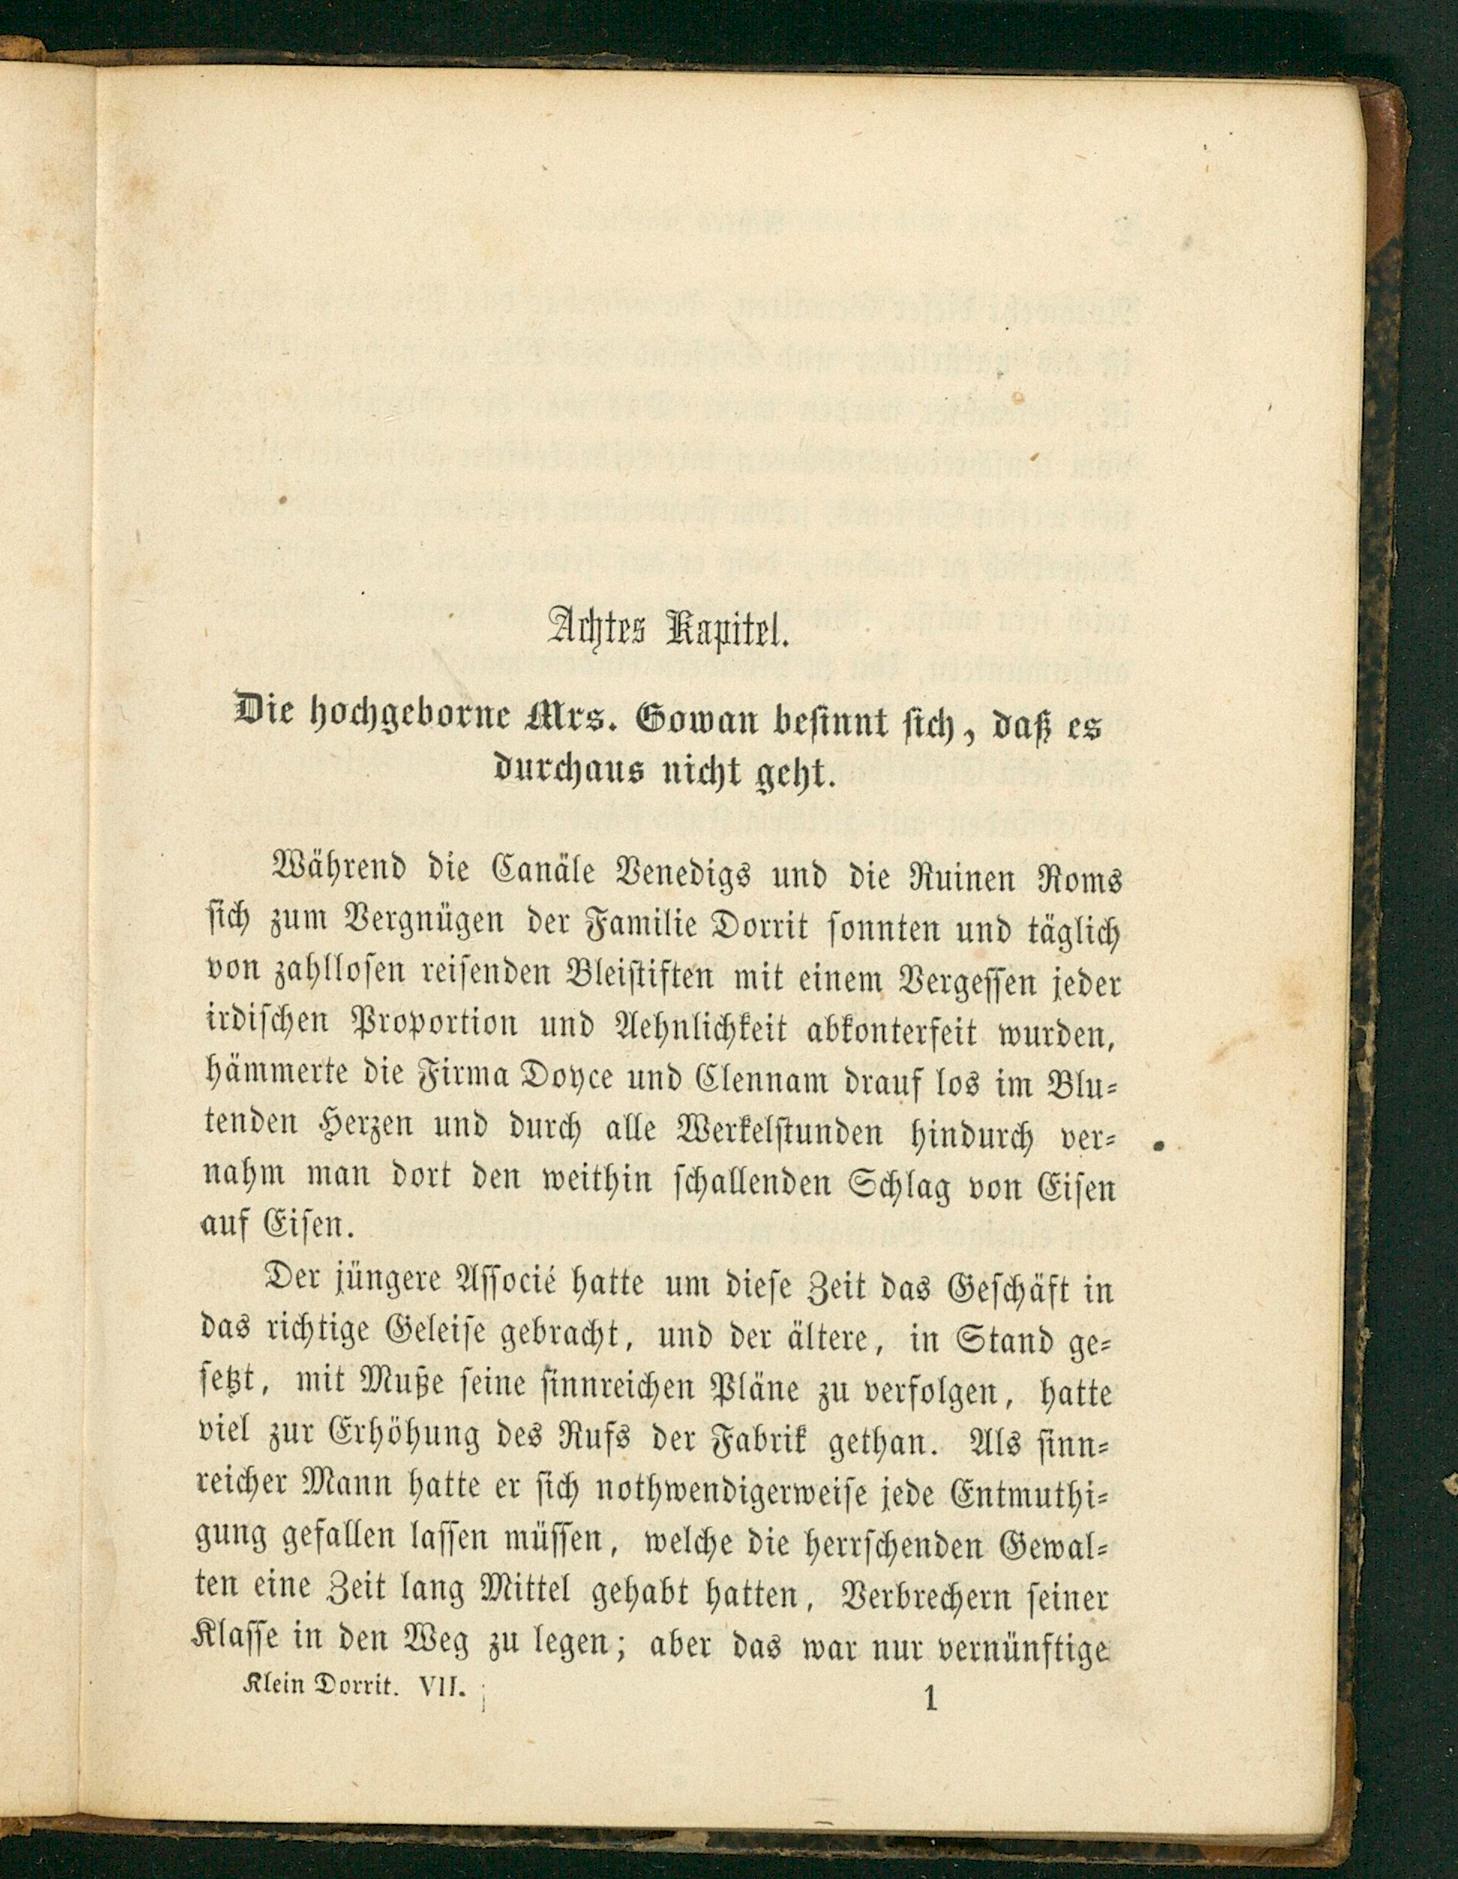 Achtes Kapitel.
Die hochgeborne Mrs. Gowan besinnt sich, daß es
durchaus nicht geht.
Während die Canäle Venedigs und die Ruinen Roms
sich zum Vergnügen der Familie Dorrit sonnten und täglich
von zahllosen reisenden Bleistiften mit einem Vergessen jeder
irdischen Proportion und Aehnlichkeit abkonterfeit wurden,
hämmerte die Firma Doyce und Clennam drauf los im Blu-
tenden Herzen und durch alle Werkelstunden hindurch ver-
nahm man dort den weithin schallenden Schlag von Eisen
auf Eisen.
Der jüngere Associé hatte um diese Zeit das Geschäft in
das richtige Geleise gebracht, und der ältere, in Stand ge-
setzt, mit Muße seine sinnreichen Pläne zu verfolgen, hatte
viel zur Erhöhung des Rufs der Fabrik gethan. Als sinn-
reicher Mann hatte er sich nothwendigerweise jede Entmuthi-
gung gefallen lassen müssen, welche die herrschenden Gewal-
ten eine Zeit lang Mittel gehabt hatten, Verbrechern seiner
Klasse in den Weg zu legen; aber das war nur vernünftige
Klein Dorrit. VII. 1